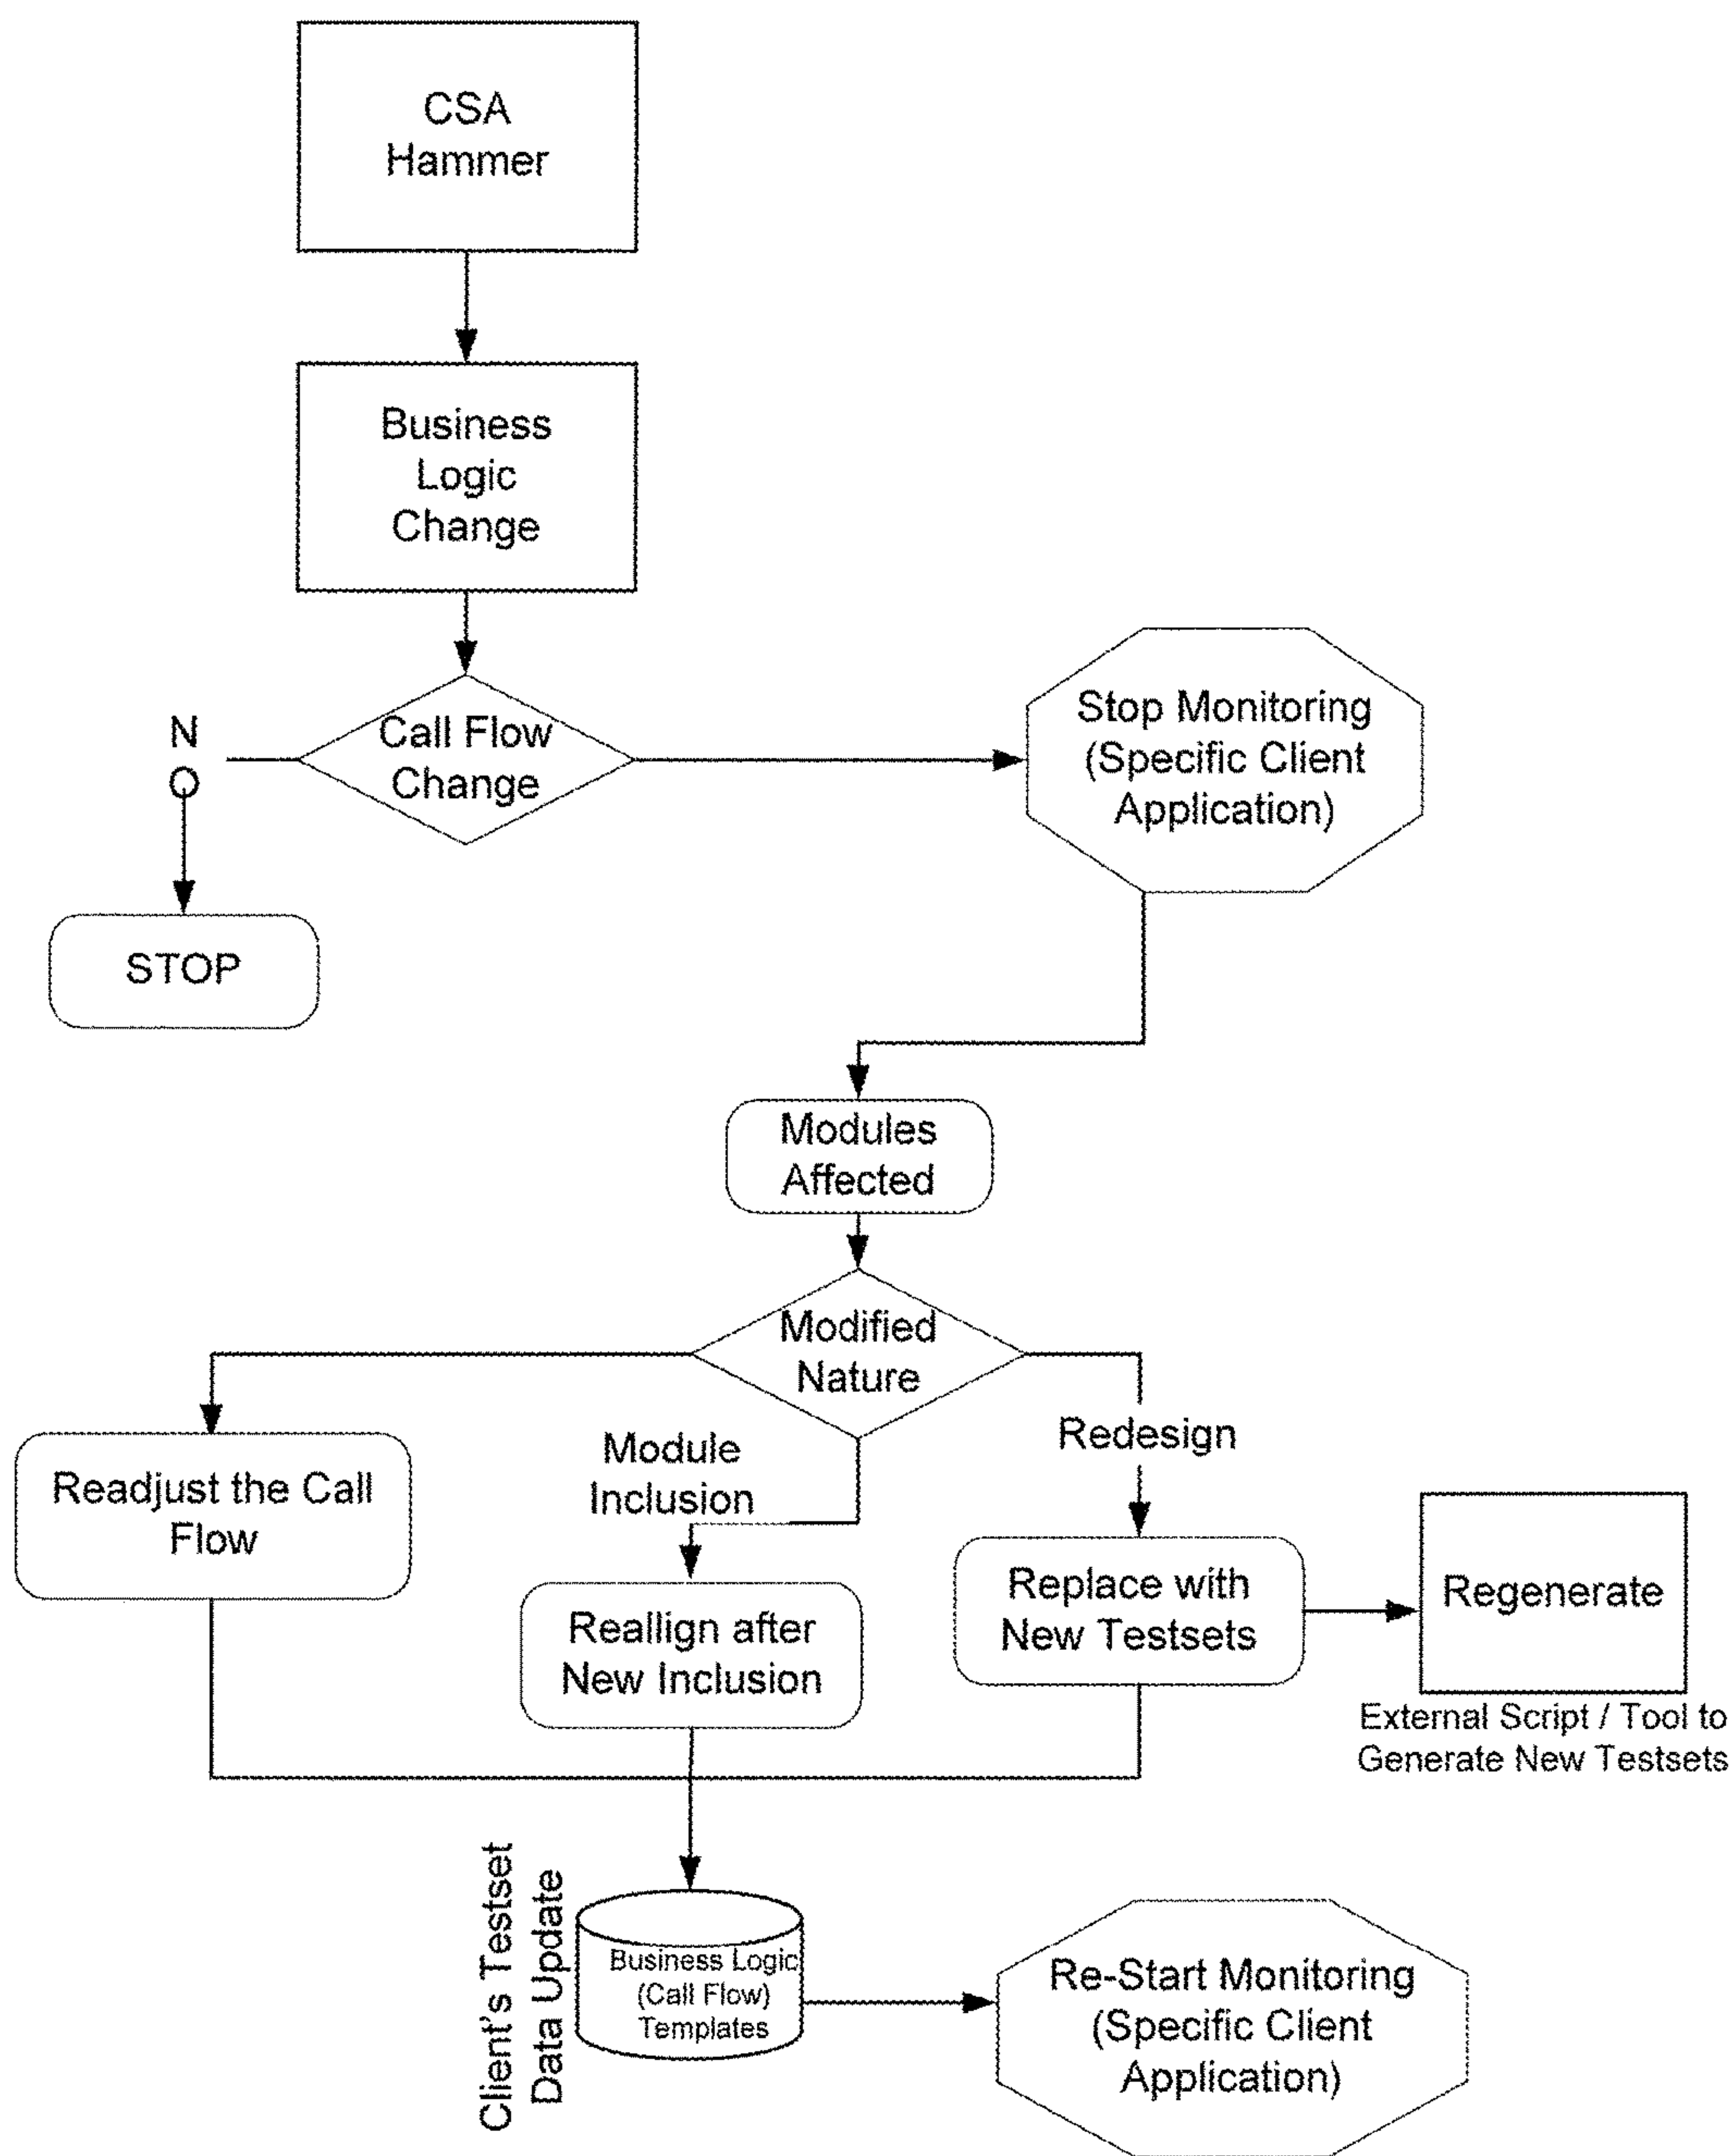 CSA
Hammer
Business
Logic
Change
Call Flow
Change
N
O
STOP
Stop Monitoring
(Specific Client
Application)
Modules
Affected
Modified
Nature
Module
Inclusion
Redesign
Readjust the Call
Flow
Reallign after
New Inclusion
Replace with
New Testsets
Regenerate
External Script / Tool to
Generate New Testsets
Client's Testset
Data Update
Business Logic
(Call Flow)
Templates
Re-Start Monitoring
(Specific Client
Application)